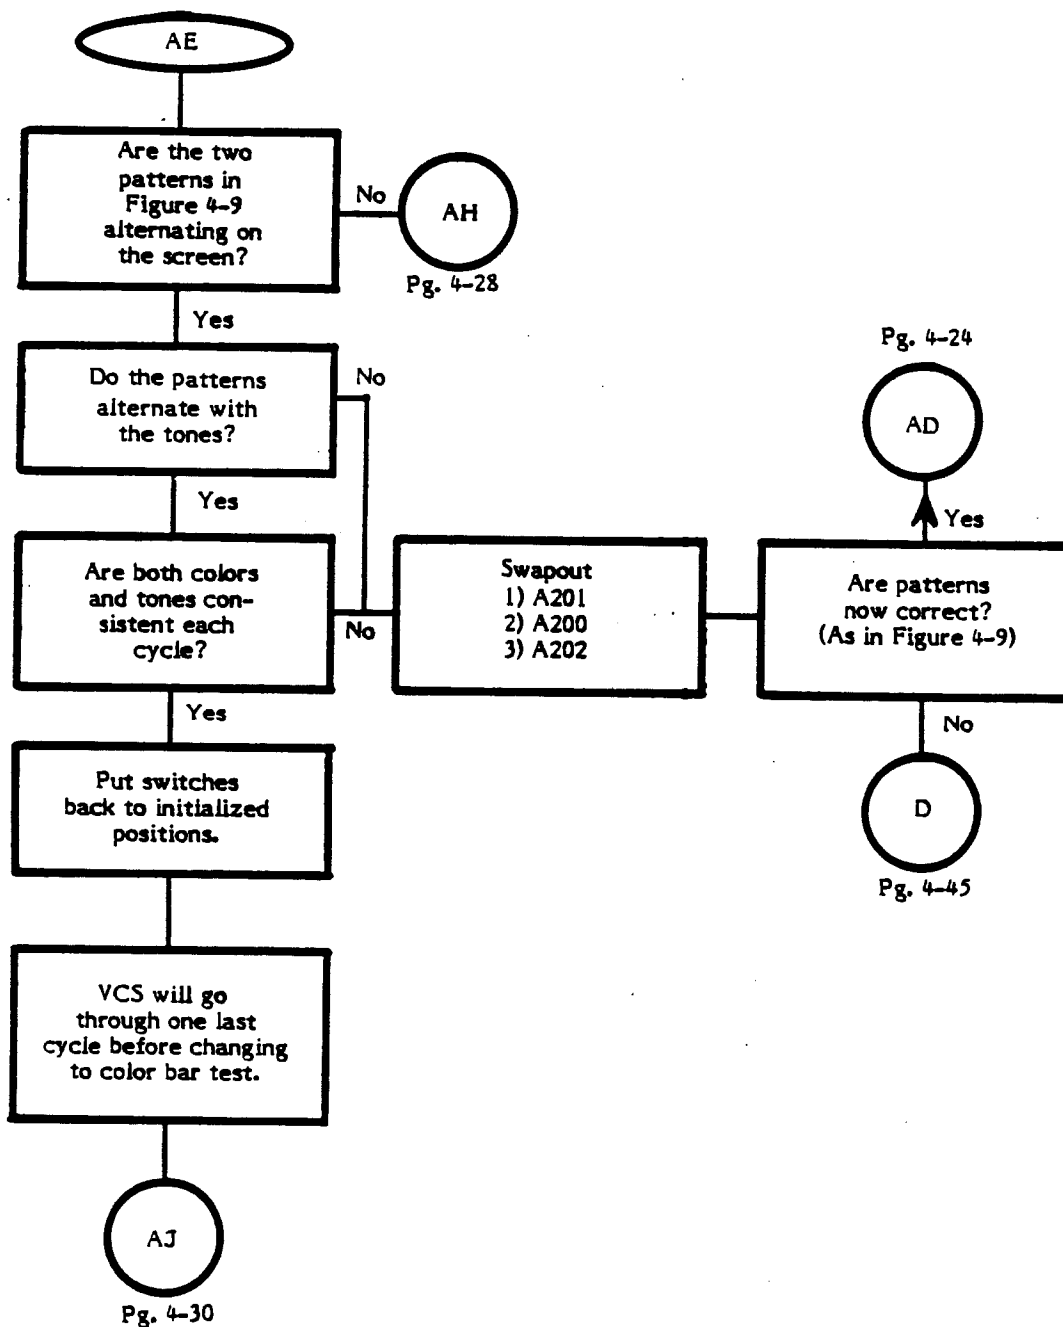 AE
Are the two
patterns in
Figure 4-9
alternating on
the screen?
No
AH
Pg. 4-28
Yes
Do the patterns
alternate with
the tones?
No
Yes
Are both colors
and tones con-
sistent each
cycle?
No
Swapout
1) A201
2) A200
3) A202
Are patterns
now correct?
(As in Figure 4-9)
Yes
AD
Pg. 4-24
No
D
Pg. 4-45
Yes
Put switches
back to initialized
positions.
VCS will go
through one last
cycle before changing
to color bar test.
AJ
Pg. 4-30